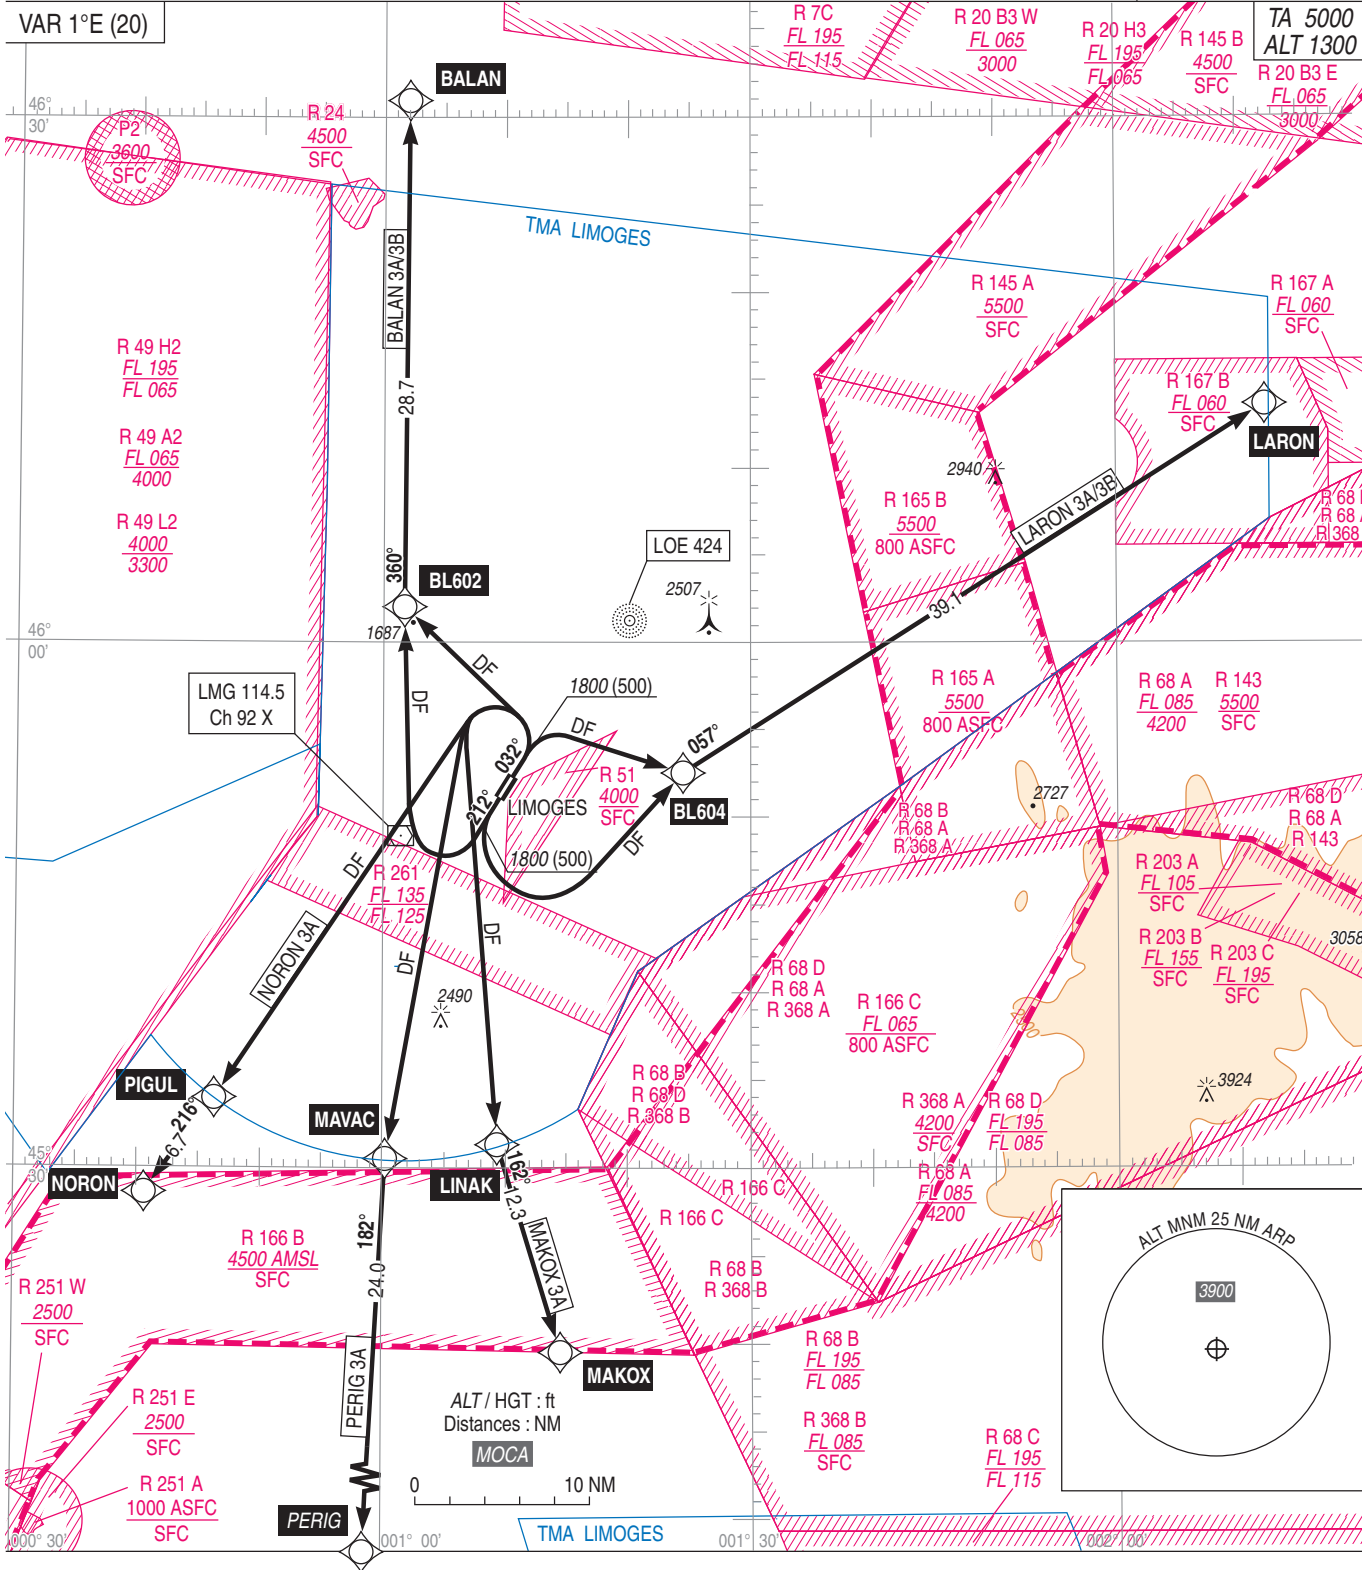 VAR 1°E (20)
TA 5000
ALT 1300
R 7C
FL 195
FL 115
R 20 B3 W
FL 065
3000
R 20 H3
FL 195
FL 065
R 145 B
4500
SFC
R 20 B3 E
FL 065
3000
BALAN
46°
30'
P2
3600
SFC
R 24
4500
SFC
TMA LIMOGES
BALAN 3A/3B
28.7
360°
R 145 A
5500
SFC
R 167 A
FL 060
SFC
R 49 H2
FL 195
FL 065
R 167 B
FL 060
SFC
LARON
R 49 A2
FL 065
4000
2940
R 165 B
5500
800 ASFC
LARON 3A/3B
39.1
R 68
R 68
R 368
R 49 L2
4000
3300
LOE 424
BL602
2507
1687
46°
00'
DF
DF
LMG 114.5
Ch 92 X
1800 (500)
R 165 A
5500
800 ASFC
R 68 A
FL 085
4200
R 143
5500
SFC
DF
057°
032°
212°
LIMOGES
R 51
4000
SFC
BL604
2727
R 68 B
R 68 A
R 368 A
R 68 D
R 68 A
R 143
DF
1800 (500)
DF
R 261
FL 135
FL 125
R 203 A
FL 105
SFC
NORON 3A
DF
DF
R 203 B
FL 155
SFC
R 203 C
FL 195
SFC
3058
R 68 D
R 68 A
R 368 A
2490
R 166 C
FL 065
800 ASFC
PIGUL
216°
6.7
MAVAC
R 68 B
R 68 D
R 368 B
3924
R 368 A
4200
SFC
R 68 D
FL 195
FL 085
45°
30'
NORON
LINAK
162°
12.3
MAKOX 3A
R 68 A
FL 085
4200
R 166 C
R 166 C
182°
24.0
R 166 B
4500 AMSL
SFC
ALT MNM 25 NM ARP
3900
R 251 W
2500
SFC
R 68 B
R 368 B
PERIG 3A
MAKOX
R 68 B
FL 195
FL 085
R 251 E
2500
SFC
ALT / HGT : ft
Distances : NM
MOCA
R 368 B
FL 085
SFC
R 68 C
FL 195
FL 115
R 251 A
1000 ASFC
SFC
0
10 NM
PERIG
TMA LIMOGES
000° 30'
001° 00'
001° 30'
002° 00'